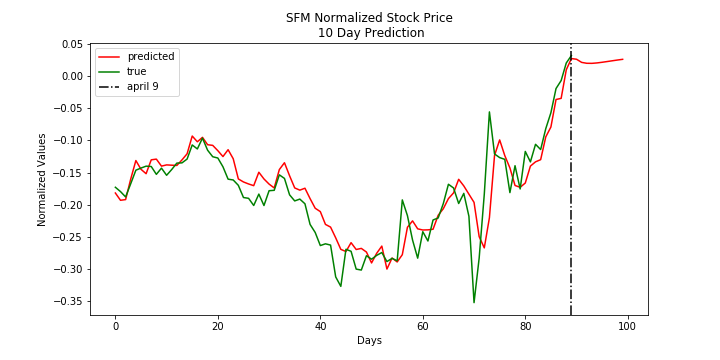 SFM Normalized Stock Price
10 Day Prediction
predicted
true
april 9
Normalized Values
0.05
0.00
−0.05
−0.10
−0.15
−0.20
−0.25
−0.30
−0.35
0 20 40 60 80 100
Days